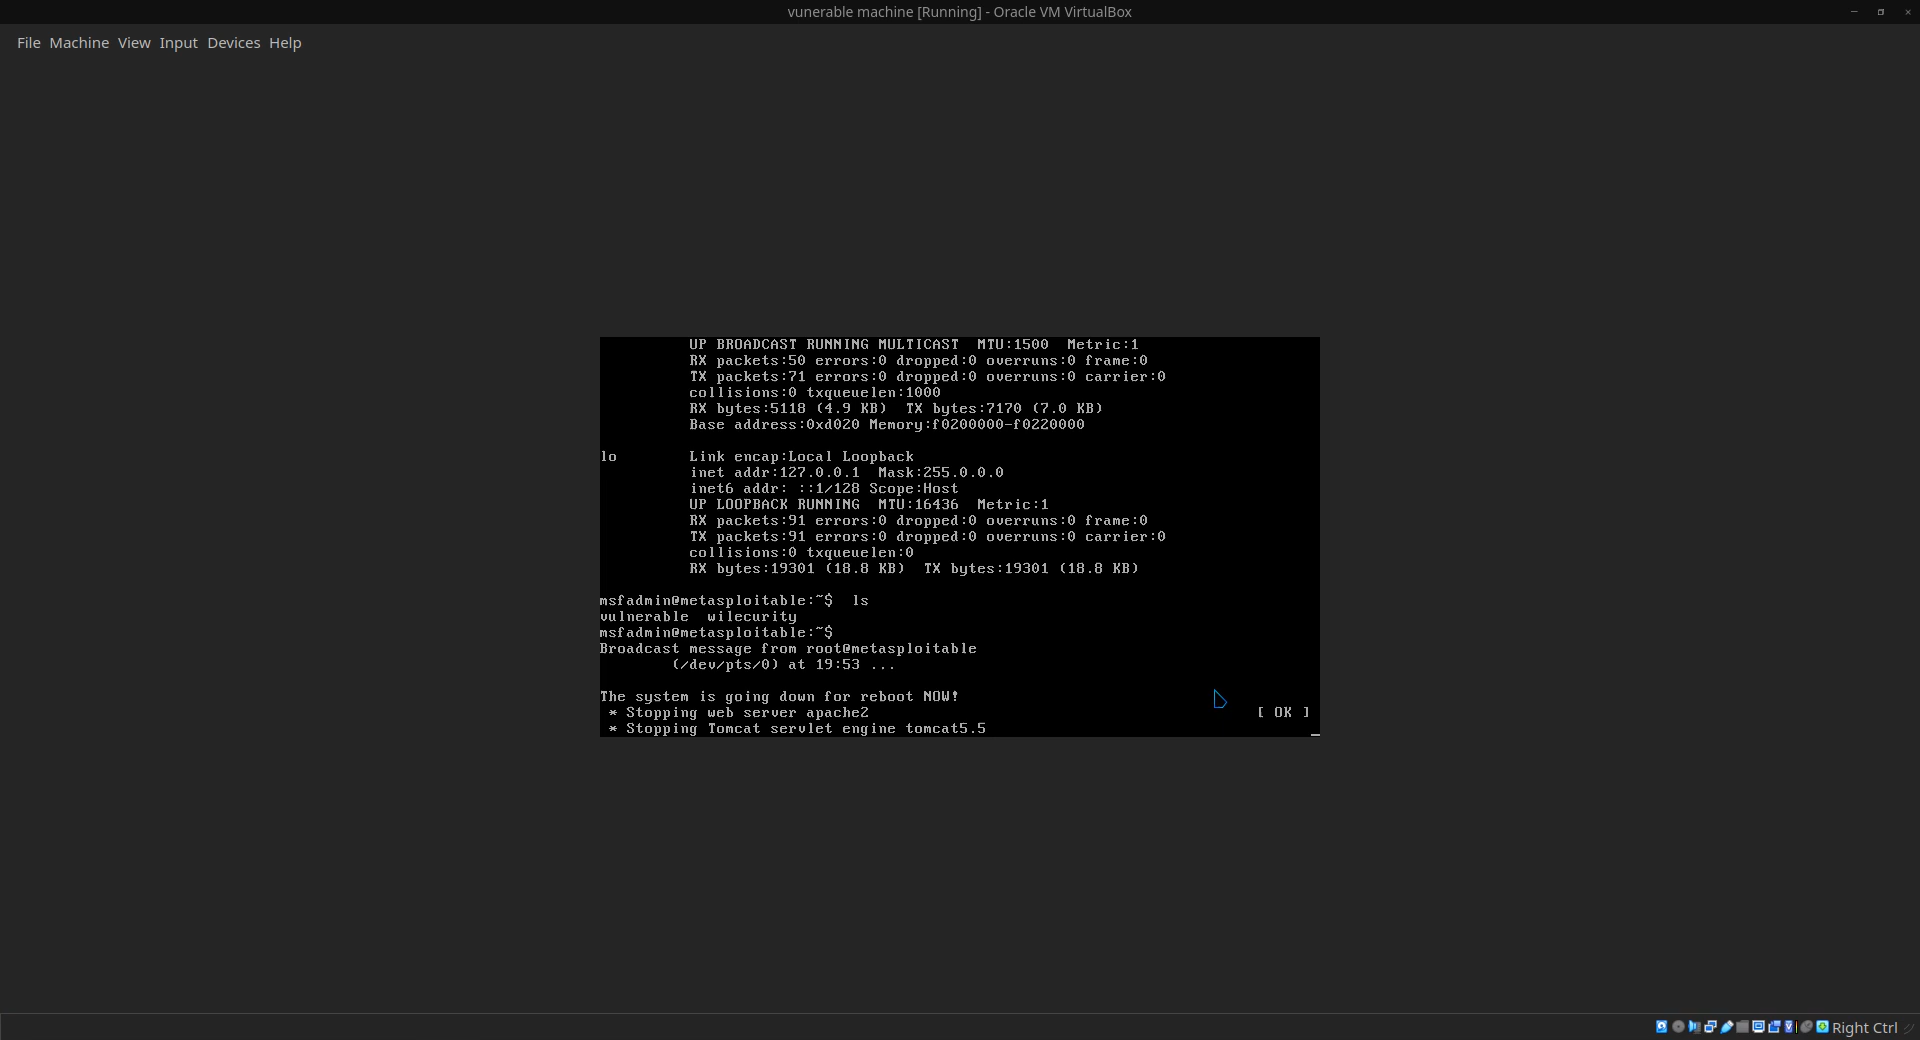 vunerable machine [Running] - Oracle VM VirtualBox
File Machine View Input Devices Help
UP BROADCAST RUNNING MULTICAST  MTU:1500  Metric:1
RX packets:50 errors:0 dropped:0 overruns:0 frame:0
TX packets:71 errors:0 dropped:0 overruns:0 carrier:0
collisions:0 txqueuelen:1000
RX bytes:5118 (4.9 KB)  TX bytes:7170 (7.0 KB)
Base address:0xd020 Memory:f0200000-f0220000
lo        Link encap:Local Loopback
inet addr:127.0.0.1  Mask:255.0.0.0
inet6 addr: ::1/128 Scope:Host
UP LOOPBACK RUNNING  MTU:16436  Metric:1
RX packets:91 errors:0 dropped:0 overruns:0 frame:0
TX packets:91 errors:0 dropped:0 overruns:0 carrier:0
collisions:0 txqueuelen:0
RX bytes:19301 (18.8 KB)  TX bytes:19301 (18.8 KB)
msfadmin@metasploitable:~$  ls
vulnerable  wilecurity
msfadmin@metasploitable:~$
Broadcast message from root@metasploitable
(/dev/pts/0) at 19:53 ...
The system is going down for reboot NOW!
* Stopping web server apache2 [ OK ]
* Stopping Tomcat servlet engine tomcat5.5
Right Ctrl